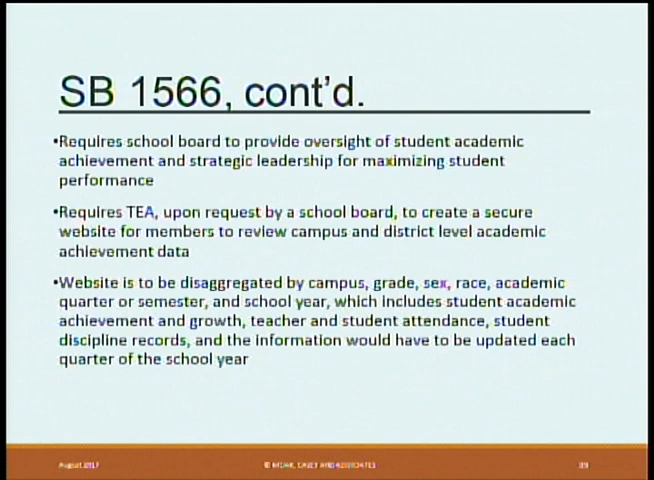 SB 1566, cont'd.
•Requires school board to provide oversight of student academic
achievement and strategic leadership for maximizing student
performance
•Requires TEA, upon request by a school board, to create a secure
website for members to review campus and district level academic
achievement data
•Website is to be disaggregated by campus, grade, sex, race, academic
quarter or semester, and school year, which includes student academic
achievement and growth, teacher and student attendance, student
discipline records, and the information would have to be updated each
quarter of the school year
August 2017
©